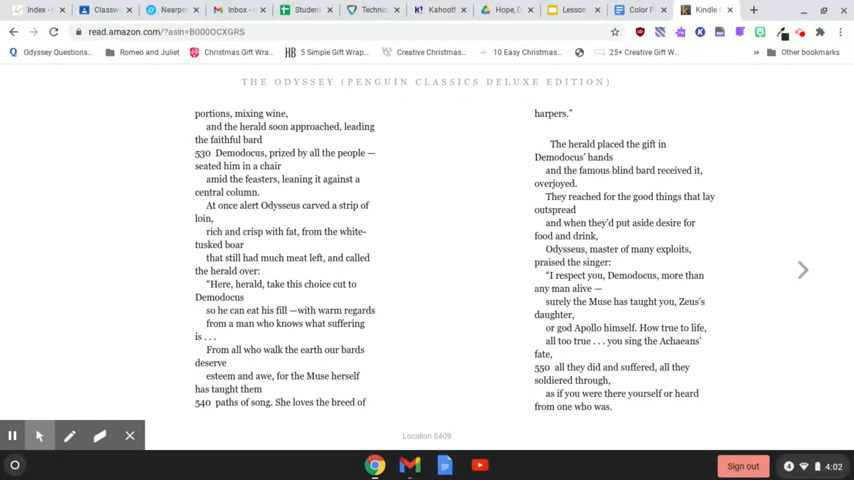 Index -
Classw
Nearpo
Inbox -
Student
Technic
Kahoot!
Hope, D
Lesson
Color P
Kindle C
read.amazon.com/?asin=B000OCXGRS
Odyssey Questions...
Romeo and Juliet
Christmas Gift Wra...
5 Simple Gift Wrap...
Creative Christmas...
10 Easy Christmas...
25+ Creative Gift W...
Other bookmarks
THE ODYSSEY (PENGUIN CLASSICS DELUXE EDITION)
portions, mixing wine,
and the herald soon approached, leading
the faithful bard
530 Demodocus, prized by all the people —
seated him in a chair
amid the feasters, leaning it against a
central column.
At once alert Odysseus carved a strip of
loin,
rich and crisp with fat, from the white-
tusked boar
that still had much meat left, and called
the herald over:
“Here, herald, take this choice cut to
Demodocus
so he can eat his fill —with warm regards
from a man who knows what suffering
is . . .
From all who walk the earth our bards
deserve
esteem and awe, for the Muse herself
has taught them
540 paths of song. She loves the breed of
harpers.”
The herald placed the gift in
Demodocus’ hands
and the famous blind bard received it,
overjoyed.
They reached for the good things that lay
outspread
and when they’d put aside desire for
food and drink,
Odysseus, master of many exploits,
praised the singer:
“I respect you, Demodocus, more than
any man alive —
surely the Muse has taught you, Zeus’s
daughter,
or god Apollo himself. How true to life,
all too true . . . you sing the Achaeans’
fate,
550 all they did and suffered, all they
soldiered through,
as if you were there yourself or heard
from one who was.
Location 6409
Sign out
4:02